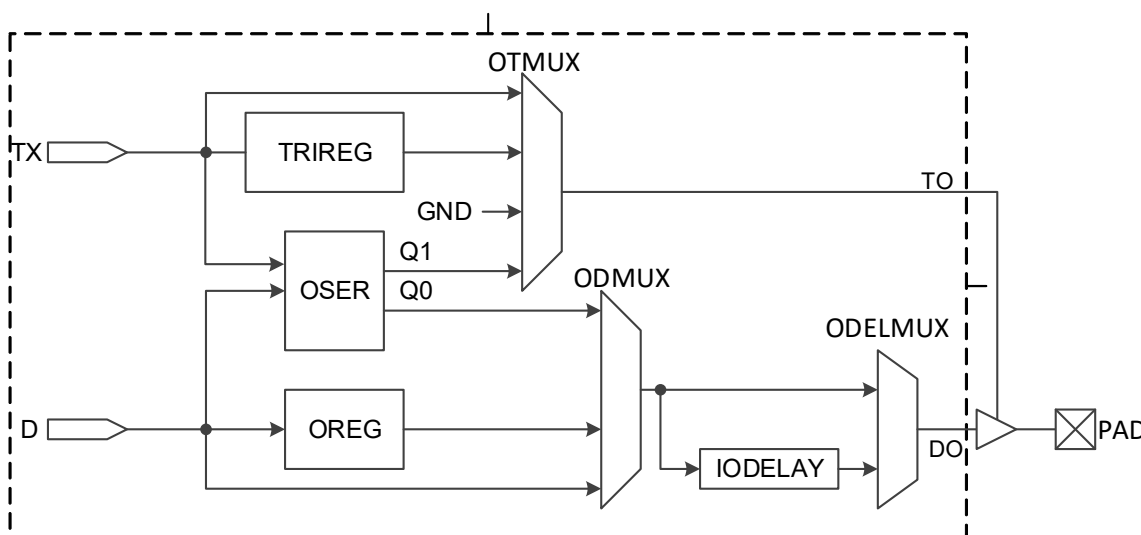 OTMUX
TX
TRIREG
TO
GND
Q1
OSER
Q0
ODMUX
ODELMUX
D
OREG
DO
PAD
IODELAY